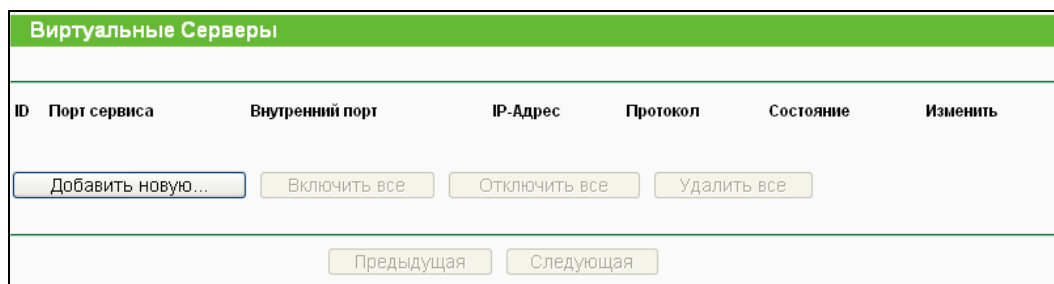 Виртуальные Серверы
ID Порт сервиса Внутренний порт IP-Адрес Протокол Состояние Изменить
Добавить новую... Включить все Отключить все Удалить все
Предыдущая Следующая